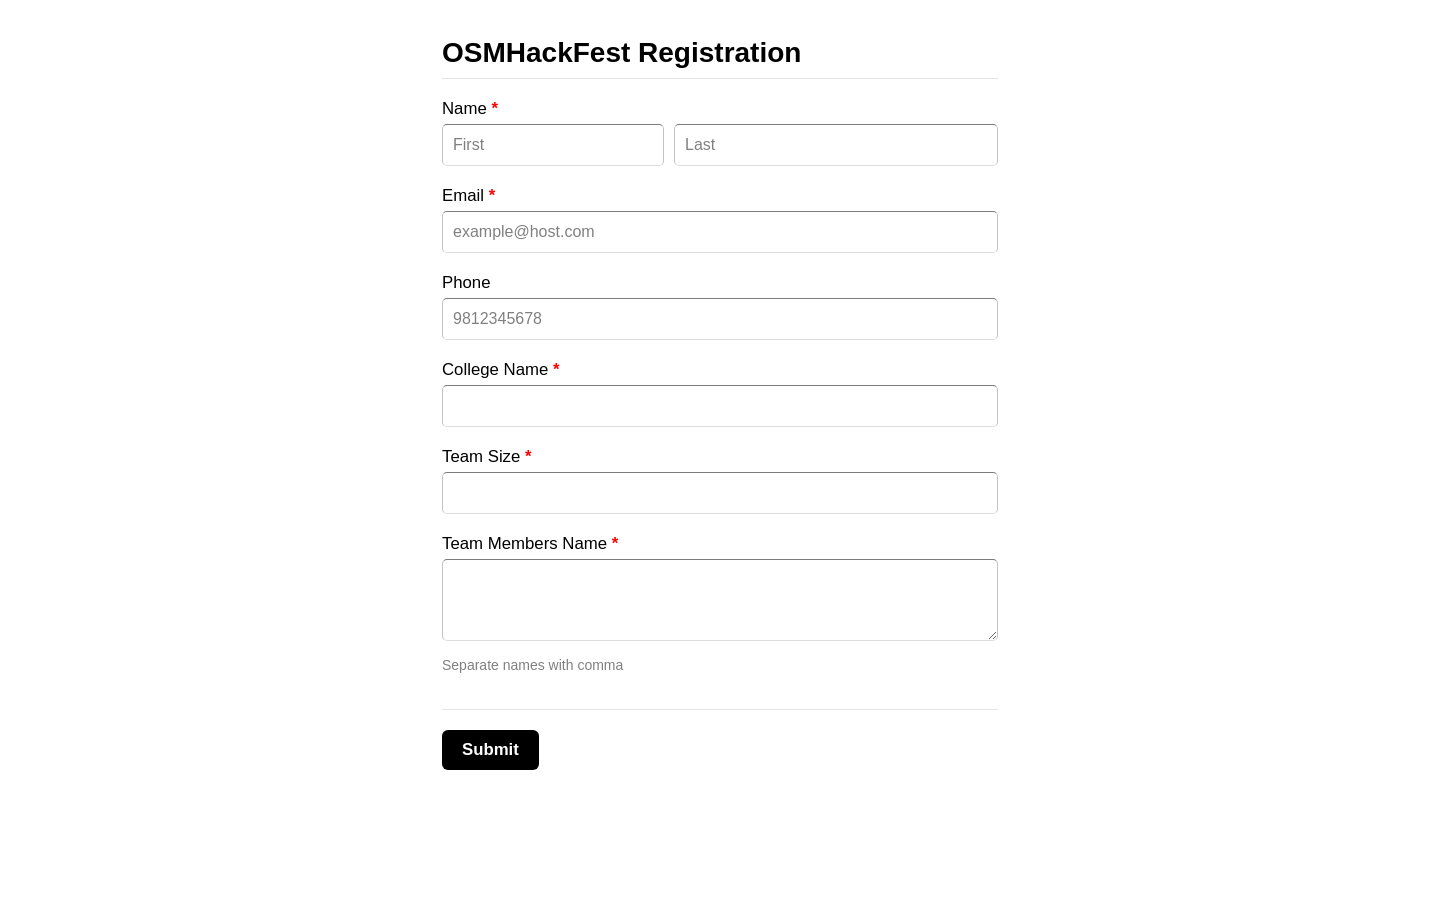 OSMHackFest Registration
Name *
First Last
Email *
example@host.com
Phone
9812345678
College Name *
Team Size *
Team Members Name *
Separate names with comma
Submit